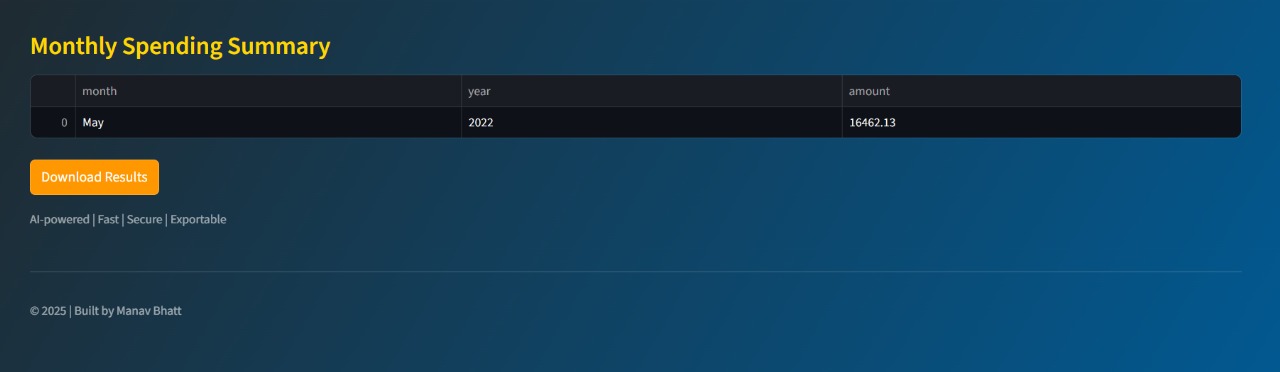 Monthly Spending Summary
month year amount
0 May 2022 16462.13
Download Results
AI-powered | Fast | Secure | Exportable
© 2025 | Built by Manav Bhatt